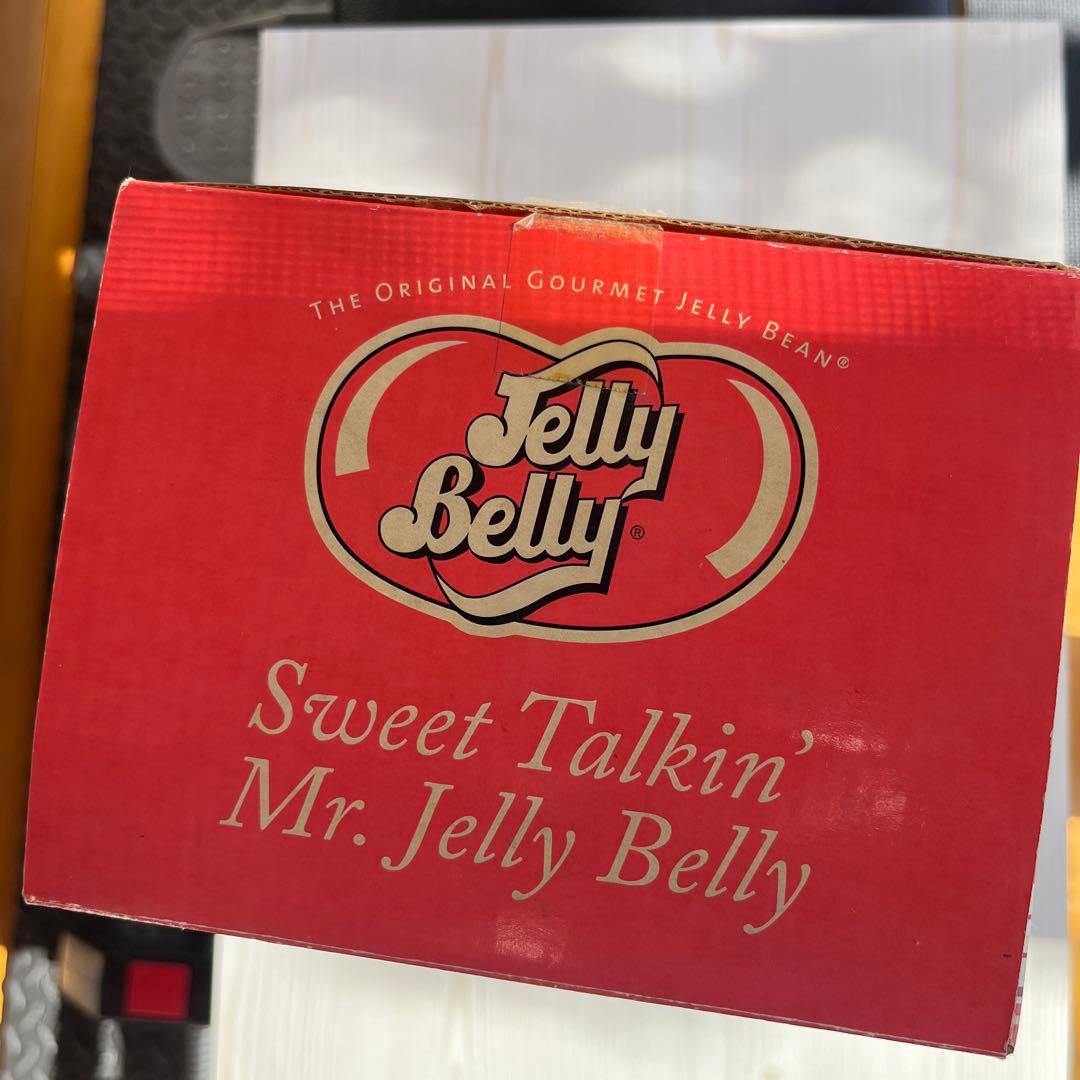 THE ORIGINAL GOURMET JELLY BEAN®
Jelly
Belly®
Sweet Talkin’
Mr. Jelly Belly